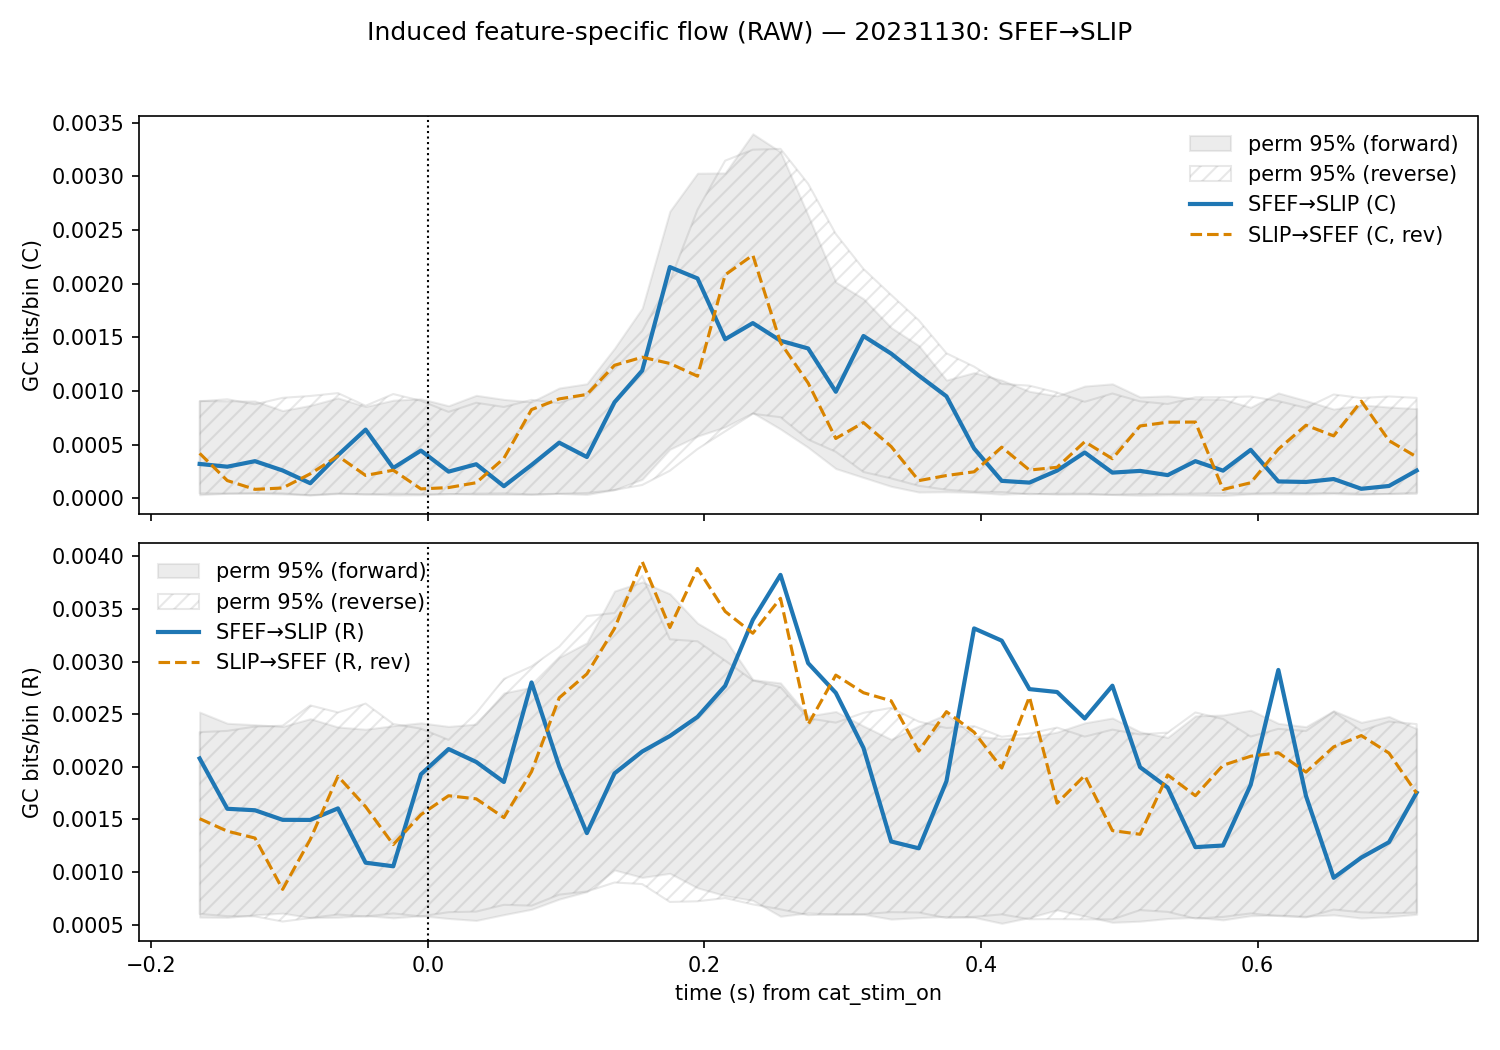 Induced feature-specific flow (RAW) — 20231130: SFEF→SLIP
0.0035
0.0030
0.0025
0.0020
0.0015
0.0010
0.0005
0.0000
GC bits/bin (C)
perm 95% (forward)
perm 95% (reverse)
SFEF→SLIP (C)
SLIP→SFEF (C, rev)
0.0040
0.0035
0.0030
0.0025
0.0020
0.0015
0.0010
0.0005
GC bits/bin (R)
perm 95% (forward)
perm 95% (reverse)
SFEF→SLIP (R)
SLIP→SFEF (R, rev)
−0.2 0.0 0.2 0.4 0.6
time (s) from cat_stim_on